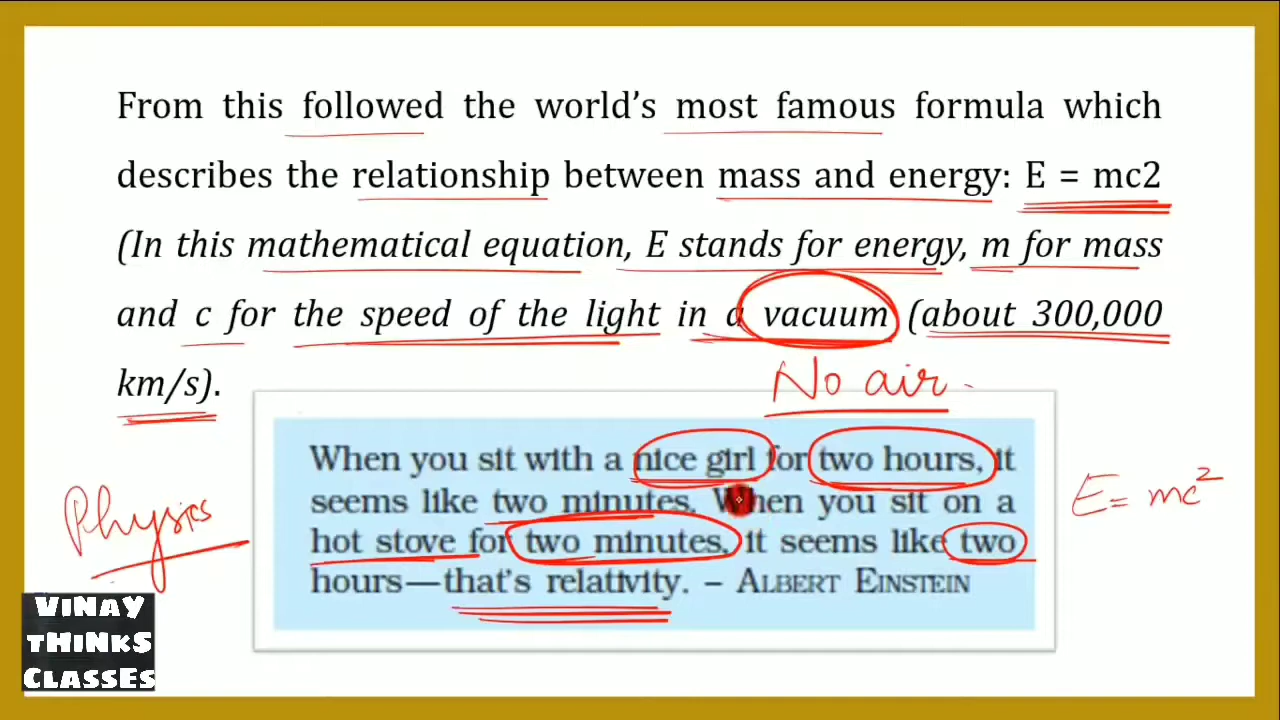 From this followed the world's most famous formula which
describes the relationship between mass and energy: E = mc2
(In this mathematical equation, E stands for energy, m for mass
and c for the speed of the light in a vacuum (about 300,000
km/s).
No air
When you sit with a nice girl for two hours, it
seems like two minutes. When you sit on a
hot stove for two minutes, it seems like two
hours—that's relativity. – ALBERT EINSTEIN
Physics
E = mc²
ViNAY
tHiNKS
CLASSES